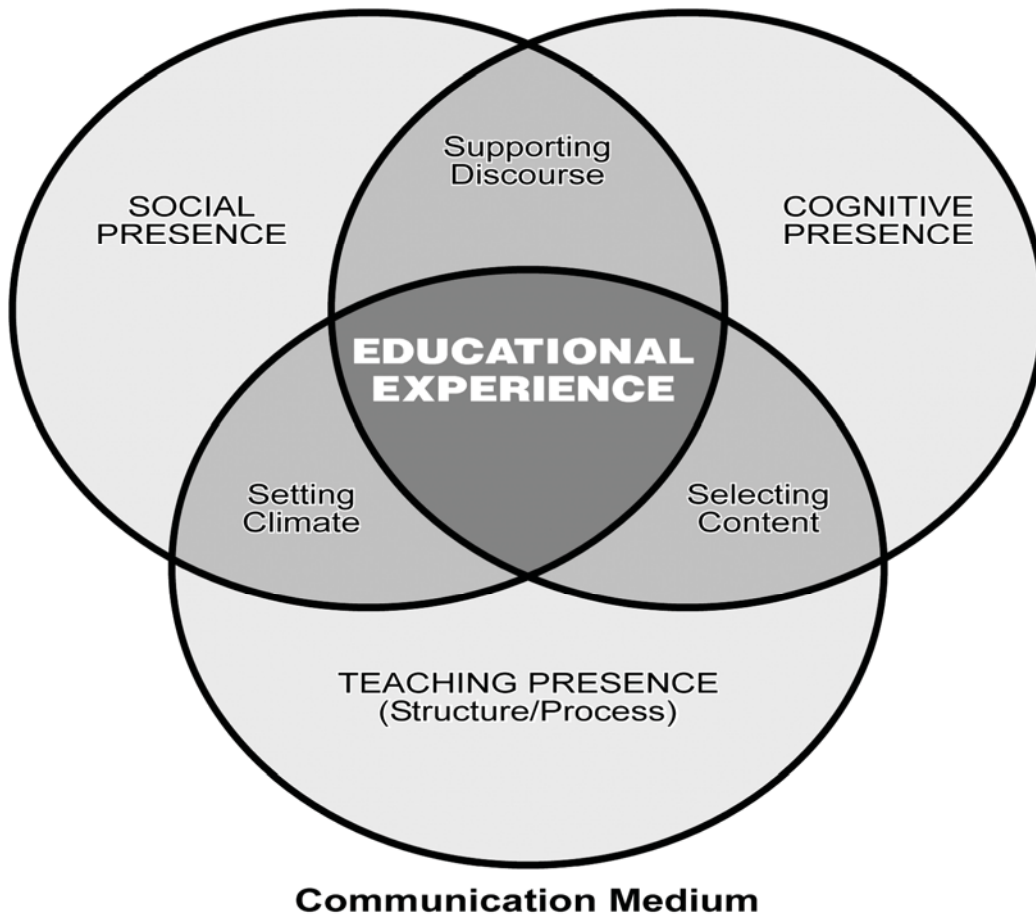 Supporting
Discourse
SOCIAL
PRESENCE
COGNITIVE
PRESENCE
EDUCATIONAL
EXPERIENCE
Setting
Climate
Selecting
Content
TEACHING PRESENCE
(Structure/Process)
Communication Medium